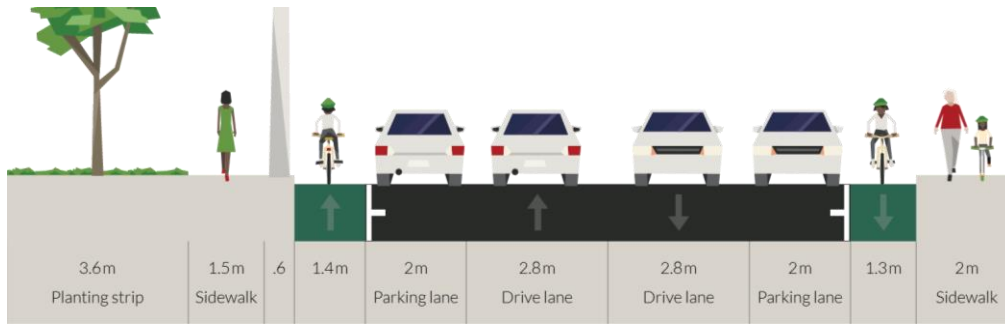 3.6m 1.5m .6 1.4m 2m 2.8m 2.8m 2m 1.3m 2m
Planting strip Sidewalk Parking lane Drive lane Drive lane Parking lane Sidewalk